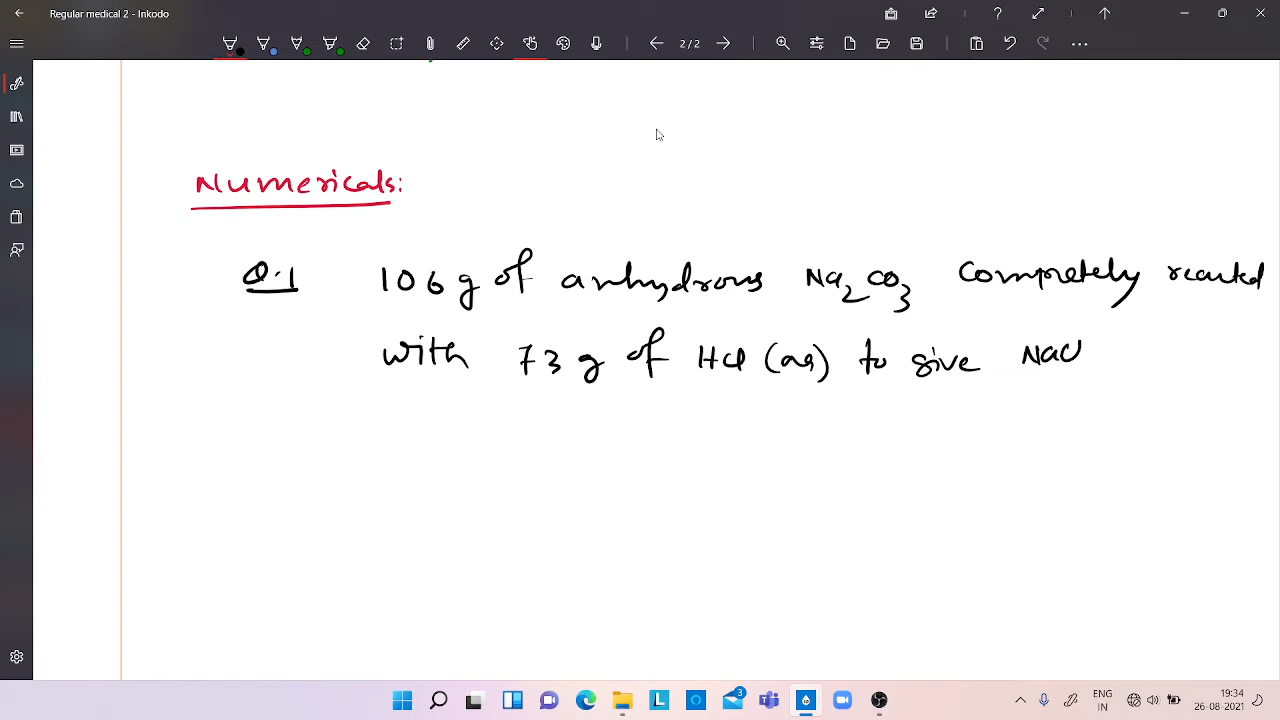 Regular medical 2 - Inkodo
2/2
Numericals:
Q.1 106 g of anhydrous Na2CO3 Completely reacted
with 73 g of HCl (aq) to give NaCl
3
ENG
IN
19:34
26-08-2021